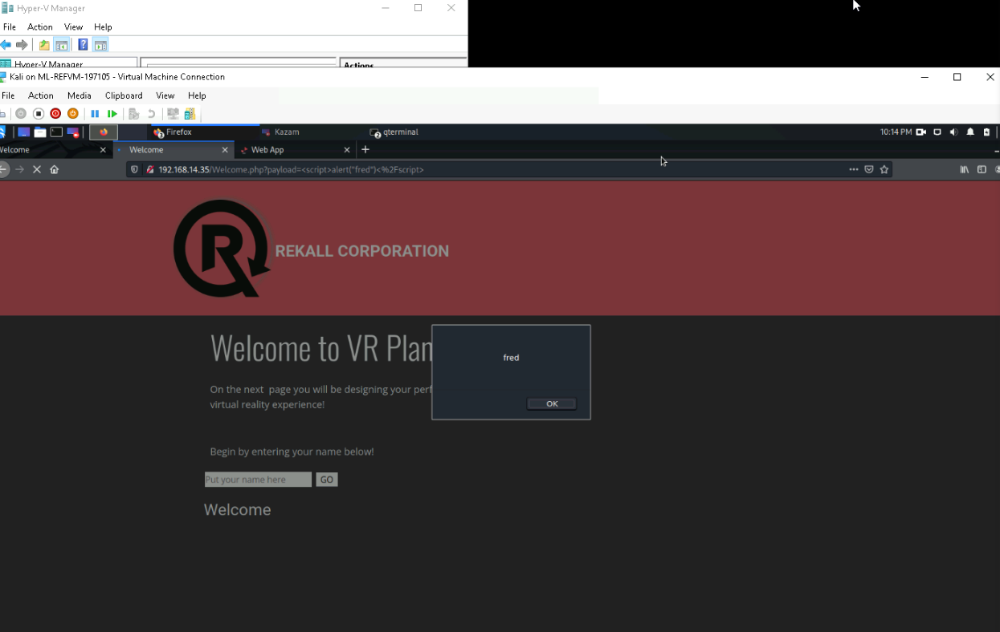 Hyper-V Manager
File Action View Help
Hyper-V Manager
Actions
Kali on ML-REFVM-197105 - Virtual Machine Connection
File Action Media Clipboard View Help
3 Firefox Kazam 2 qterminal 10:14 PM
Welcome Welcome Web App
192.168.14.35/Welcome.php?payload=<script>alert("fred")<%2Fscript>
R REKALL CORPORATION
Welcome to VR Plan
On the next page you will be designing your perf
virtual reality experience!
fred
OK
Begin by entering your name below!
Put your name here GO
Welcome